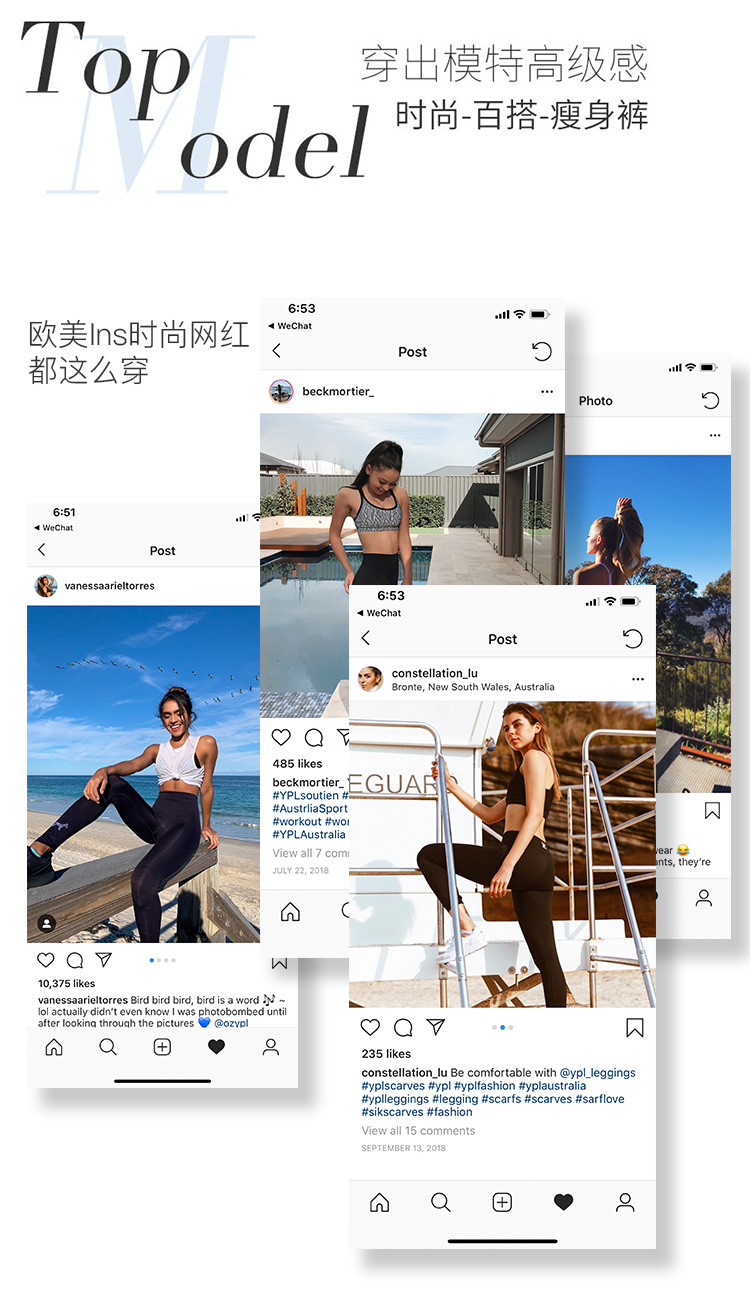 Top
Model
穿出模特高级感
时尚-百搭-瘦身裤
欧美Ins时尚网红
都这么穿
6:53
◀ WeChat
Post
beckmortier_
485 likes
beckmortier_
#YPLsoutien
#AustrliaSport
#workout
#YPLAustralia
View all 7
JULY 22, 2018
Photo
wear 😂
they're
6:51
◀ WeChat
Post
vanessaarieltorres
10,375 likes
vanessaarieltorres Bird bird bird, bird is a word 🎶 ~
lol actually didn't even know I was photobombed until
after looking through the pictures 💙 @ozypl
6:53
◀ WeChat
Post
constellation_lu
Bronte, New South Wales, Australia
EGUARD
235 likes
constellation_lu Be comfortable with @ypl_leggings
#yplscarves #ypl #yplfashion #yplaustralia
#yplleggings #legging #scarfs #scarves #sarflove
#sikscarves #fashion
View all 15 comments
SEPTEMBER 13, 2018